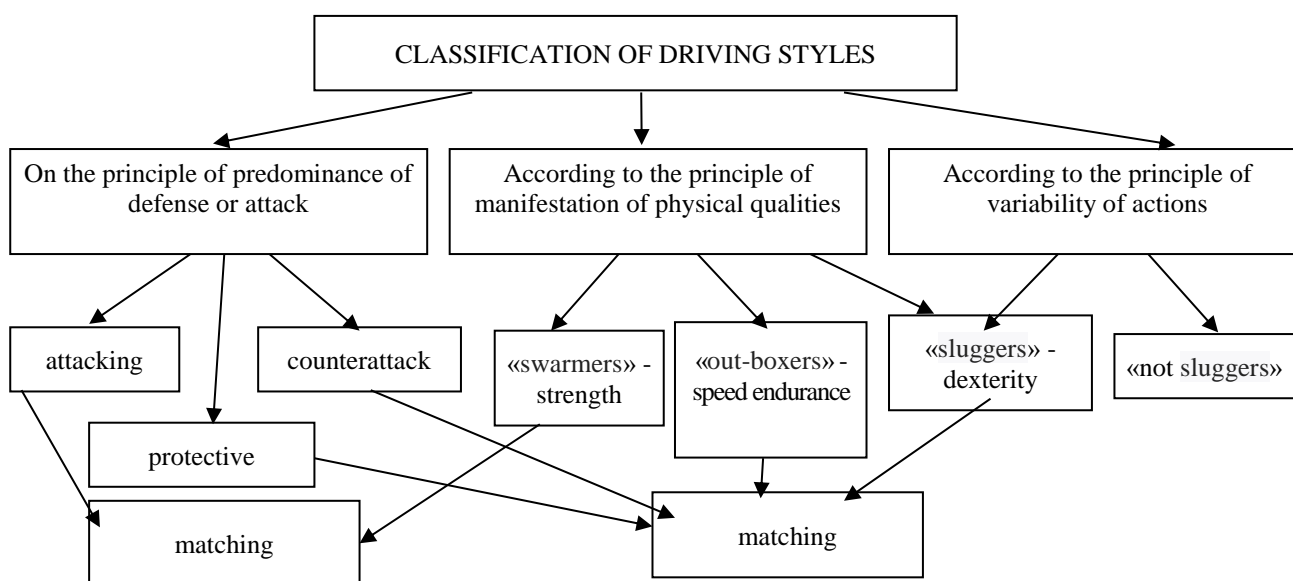 CLASSIFICATION OF DRIVING STYLES
On the principle of predominance of
defense or attack
According to the principle of
manifestation of physical qualities
According to the principle of
variability of actions
attacking
counterattack
«swarmers» -
strength
«out-boxers» -
speed endurance
«sluggers» -
dexterity
«not sluggers»
protective
matching
matching